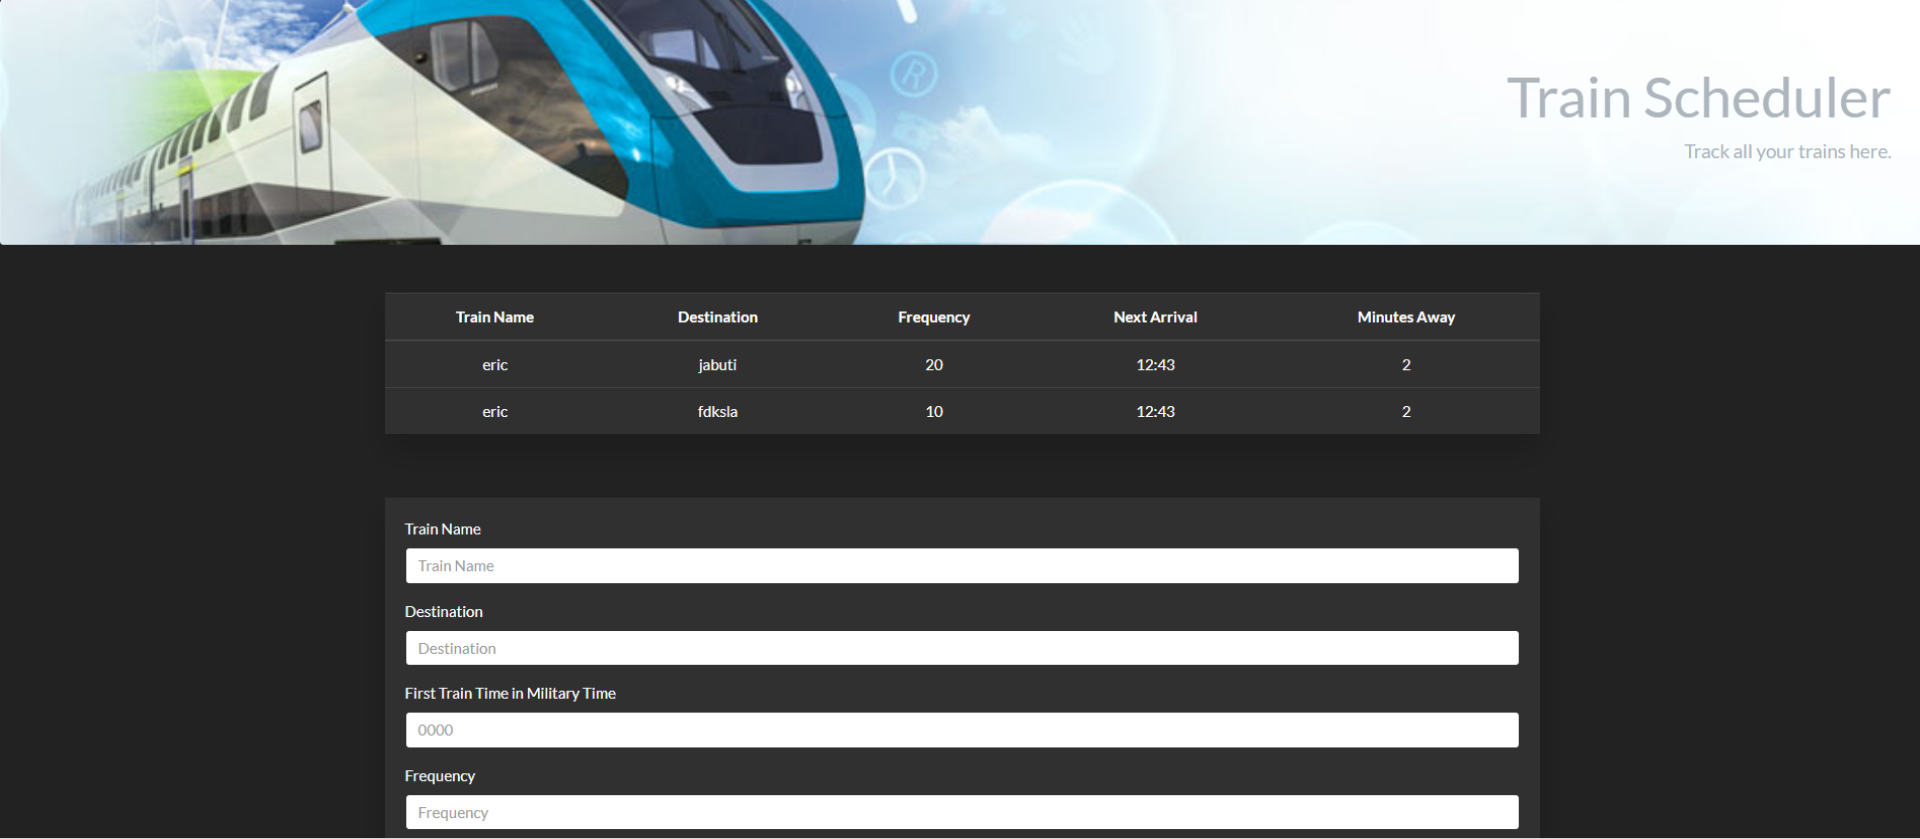 Train Scheduler
Track all your trains here.
R
Train Name Destination Frequency Next Arrival Minutes Away
eric jabuti 20 12:43 2
eric fdksla 10 12:43 2
Train Name
Train Name
Destination
Destination
First Train Time in Military Time
0000
Frequency
Frequency